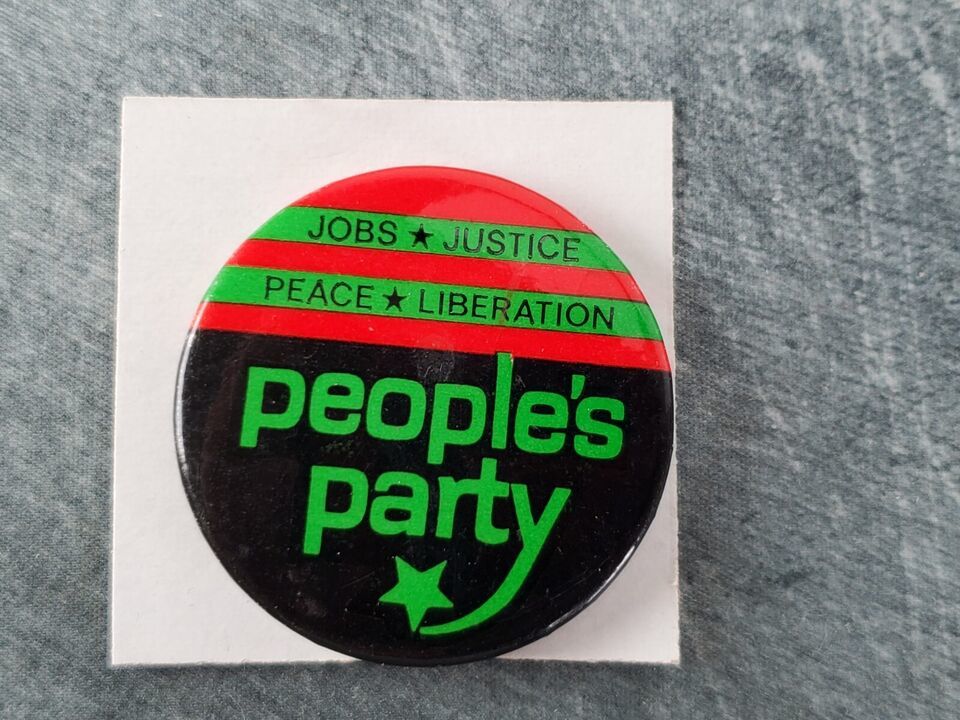 JOBS ★ JUSTICE
PEACE ★ LIBERATION
people's
party